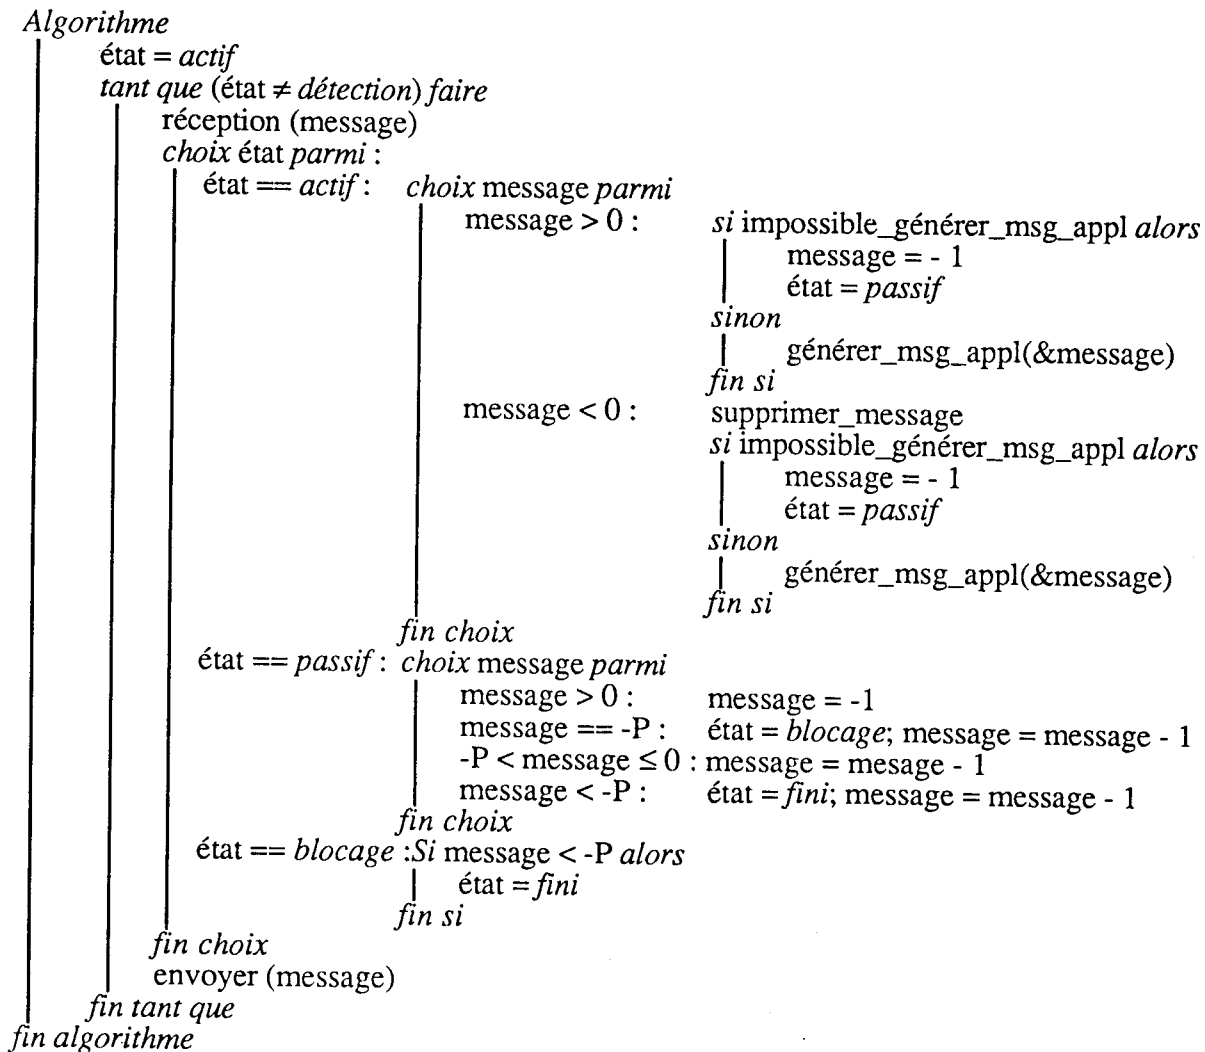 Algorithme
état = actif
tant que (état ≠ détection) faire
réception (message)
choix état parmi :
état == actif : choix message parmi
message > 0 : si impossible_générer_msg_appl alors
message = - 1
état = passif
sinon
générer_msg_appl(&message)
fin si
message < 0 : supprimer_message
si impossible_générer_msg_appl alors
message = - 1
état = passif
sinon
générer_msg_appl(&message)
fin si
fin choix
état == passif : choix message parmi
message > 0 : message = -1
message == -P : état = blocage; message = message - 1
-P < message ≤ 0 : message = mesage - 1
message < -P : état = fini; message = message - 1
fin choix
état == blocage :Si message < -P alors
état = fini
fin si
fin choix
envoyer (message)
fin tant que
fin algorithme